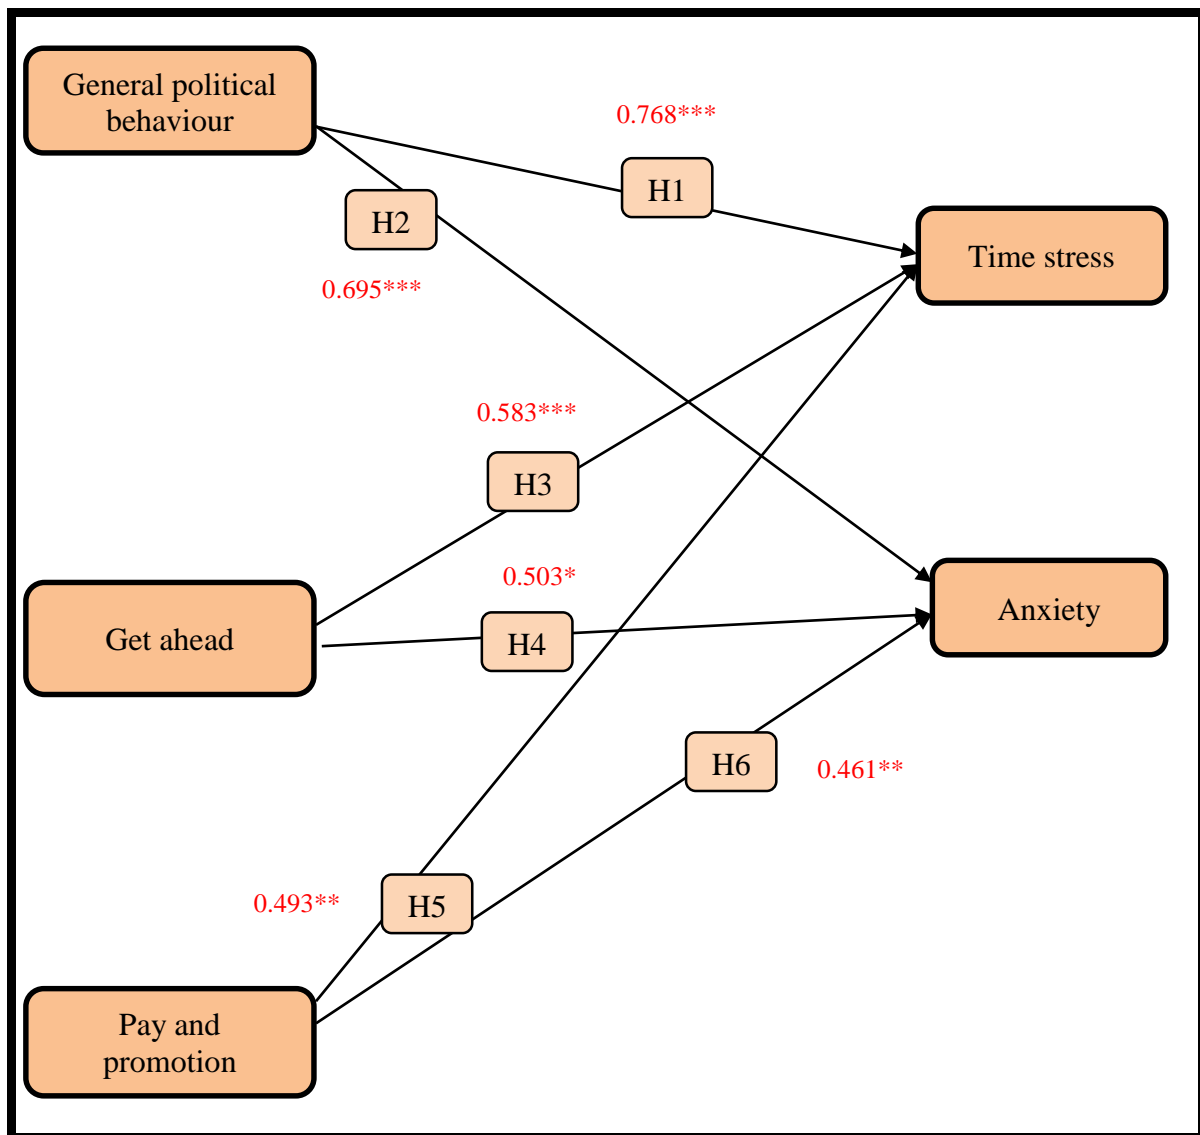 General political
behaviour
0.768***
H1
H2
Time stress
0.695***
0.583***
H3
0.503*
Anxiety
Get ahead
H4
H6
0.461**
0.493**
H5
Pay and
promotion